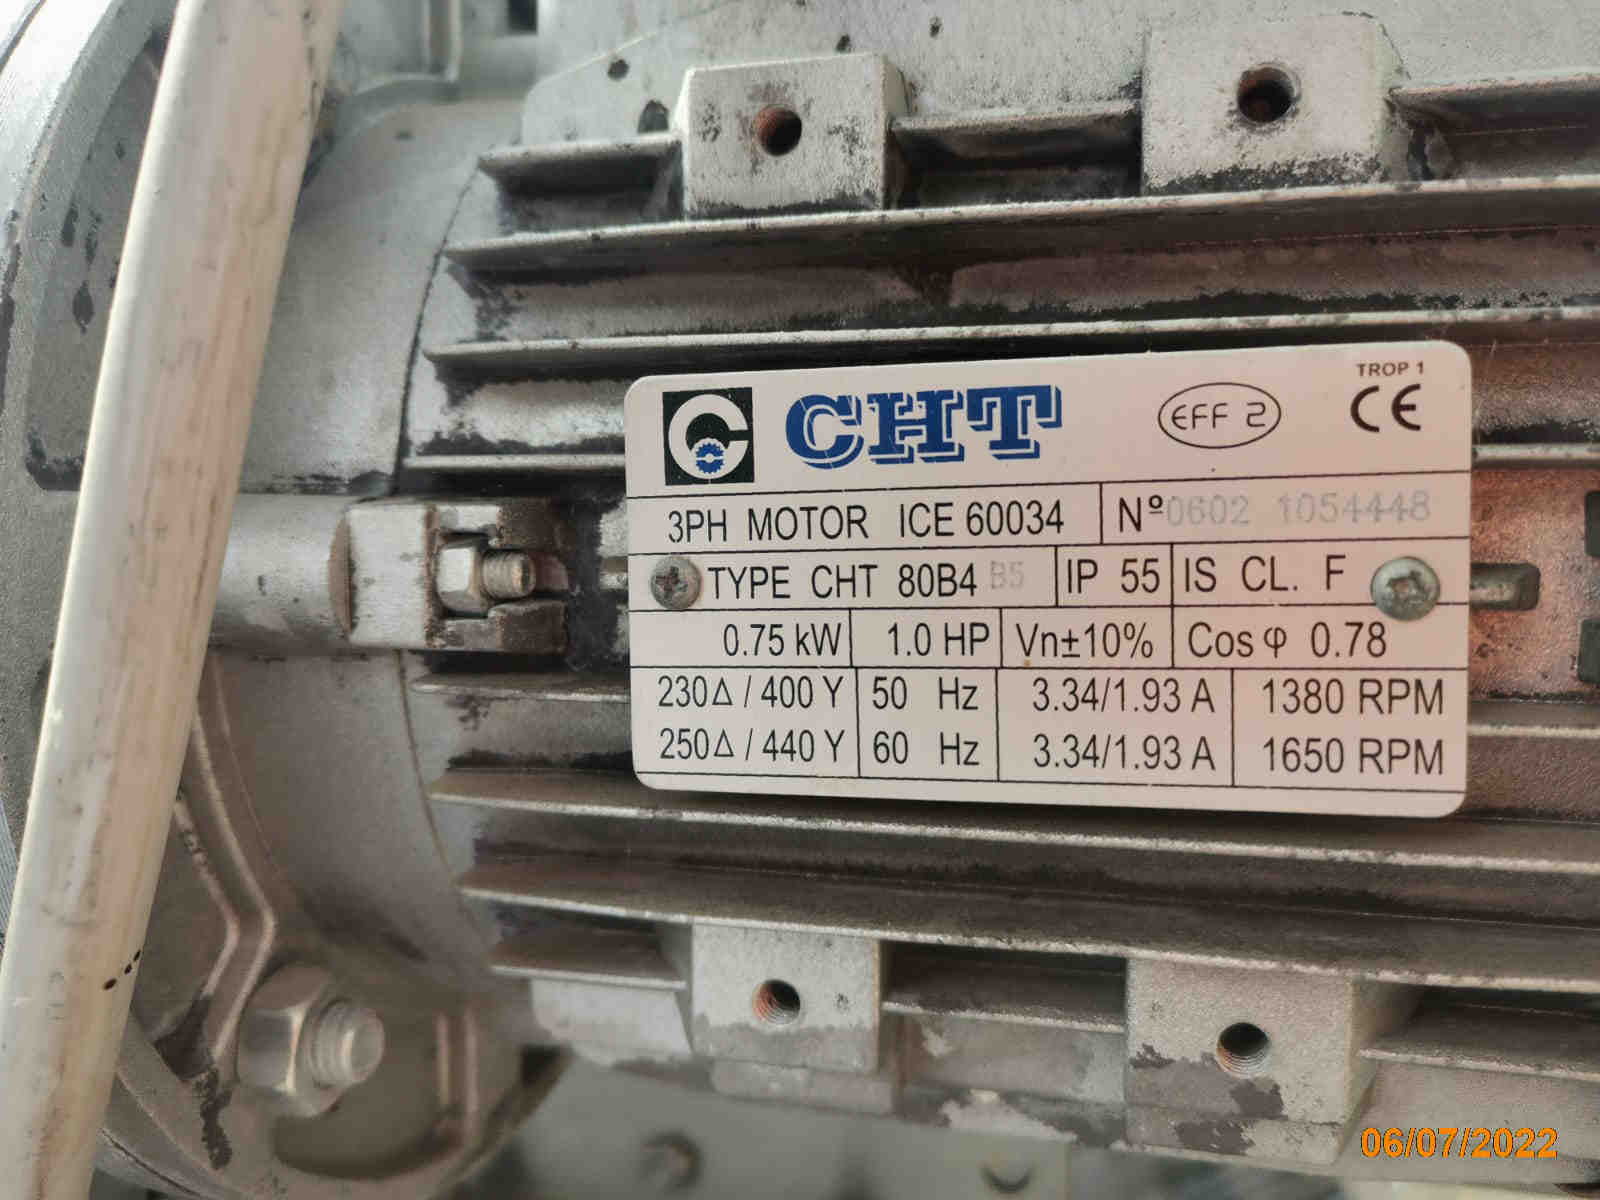 TROP 1
CHT EFF 2 CE
3PH MOTOR ICE 60034 Nº0602 1054448
TYPE CHT 80B4 B5 IP 55 IS CL. F
0.75 kW 1.0 HP Vn±10% Cos φ 0.78
230Δ / 400 Y 50 Hz 3.34/1.93 A 1380 RPM
250Δ / 440 Y 60 Hz 3.34/1.93 A 1650 RPM
06/07/2022